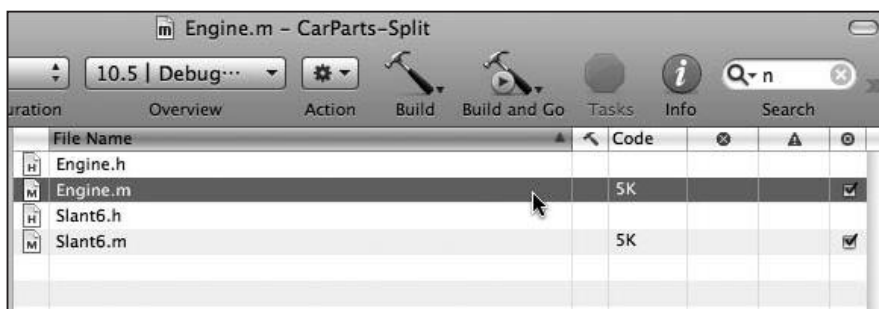 Engine.m – CarParts-Split
10.5 | Debug···
n
Overview Action Build Build and Go Tasks Info Search
File Name Code
Engine.h
Engine.m 5K
Slant6.h
Slant6.m 5K